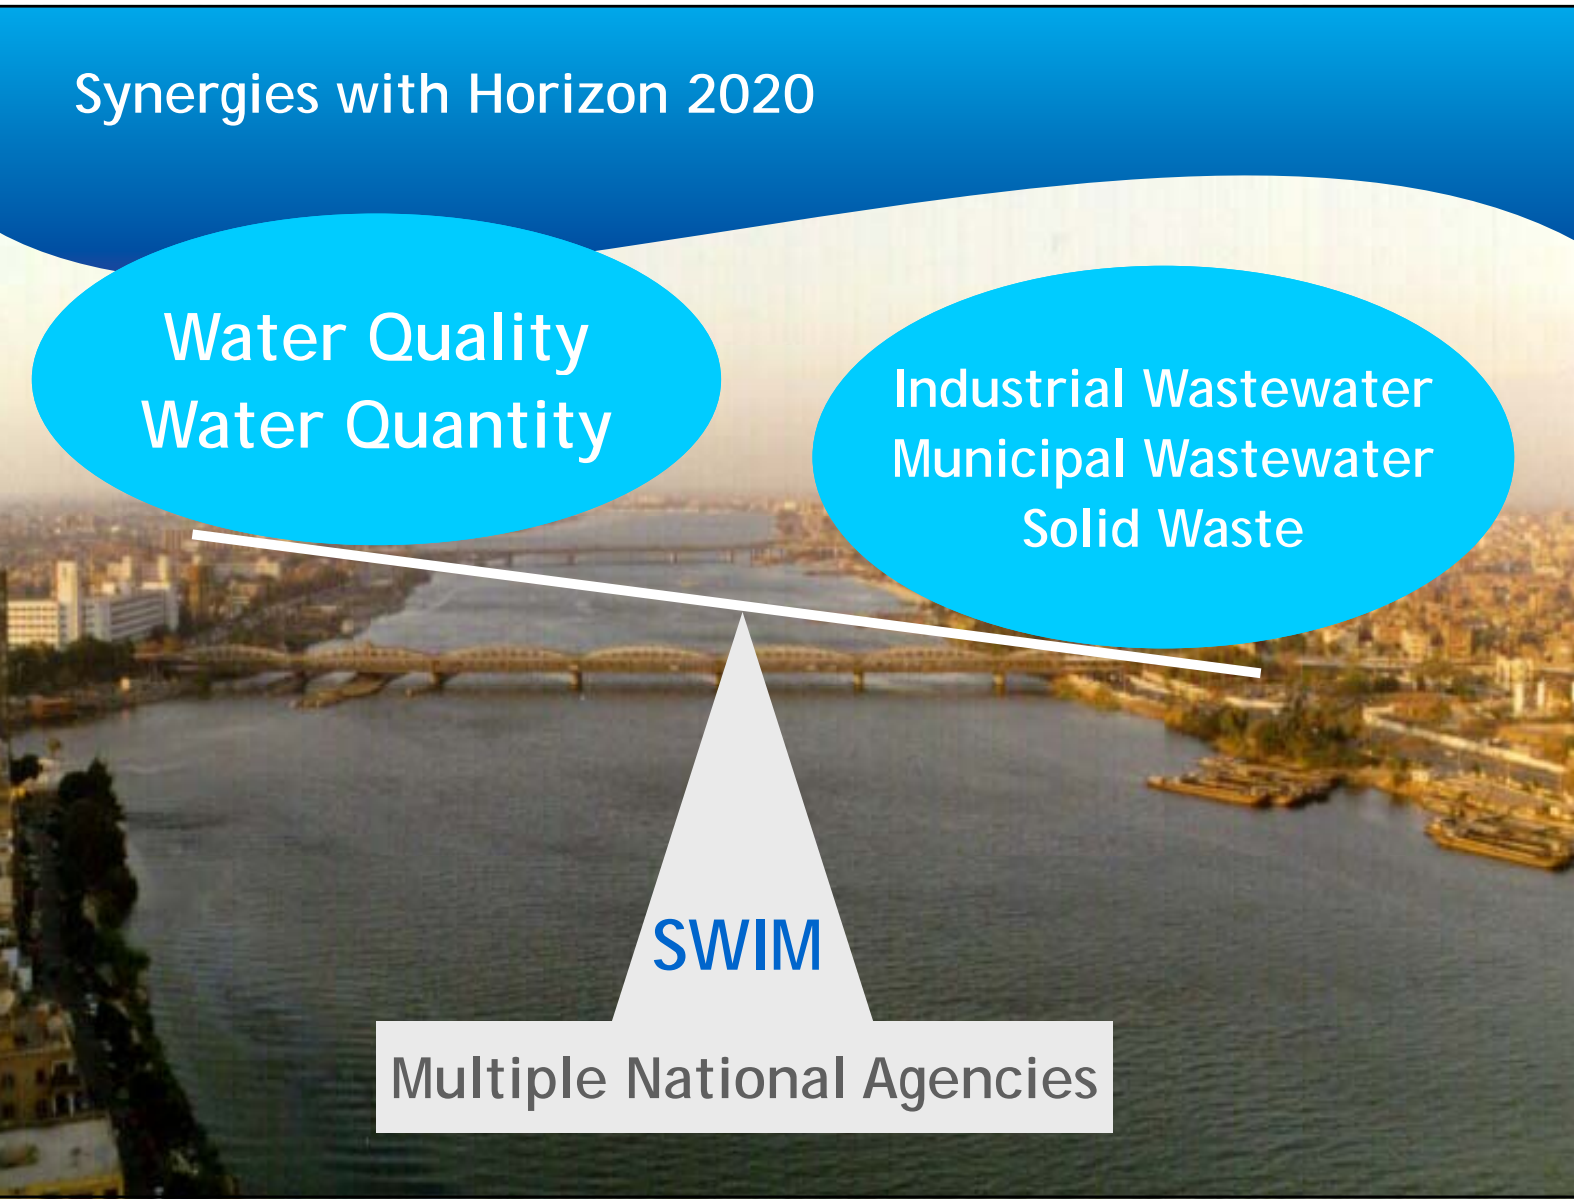 Synergies with Horizon 2020
Water Quality
Water Quantity
Industrial Wastewater
Municipal Wastewater
Solid Waste
SWIM
Multiple National Agencies